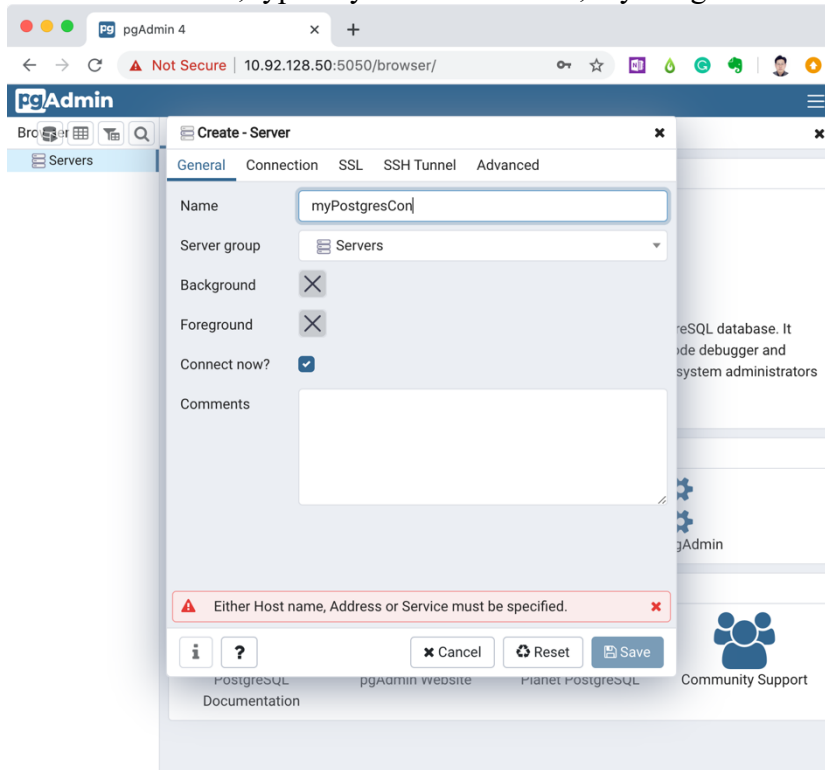 pgAdmin 4
Not Secure | 10.92.128.50:5050/browser/
pgAdmin
Browser
Servers
Create - Server
General Connection SSL SSH Tunnel Advanced
Name myPostgresCon
Server group Servers
Background
Foreground
Connect now?
Comments
reSQL database. It
ode debugger and
system administrators
gAdmin
Either Host name, Address or Service must be specified.
i ? Cancel Reset Save
PostgreSQL
Documentation
pgAdmin Website
Planet PostgreSQL
Community Support